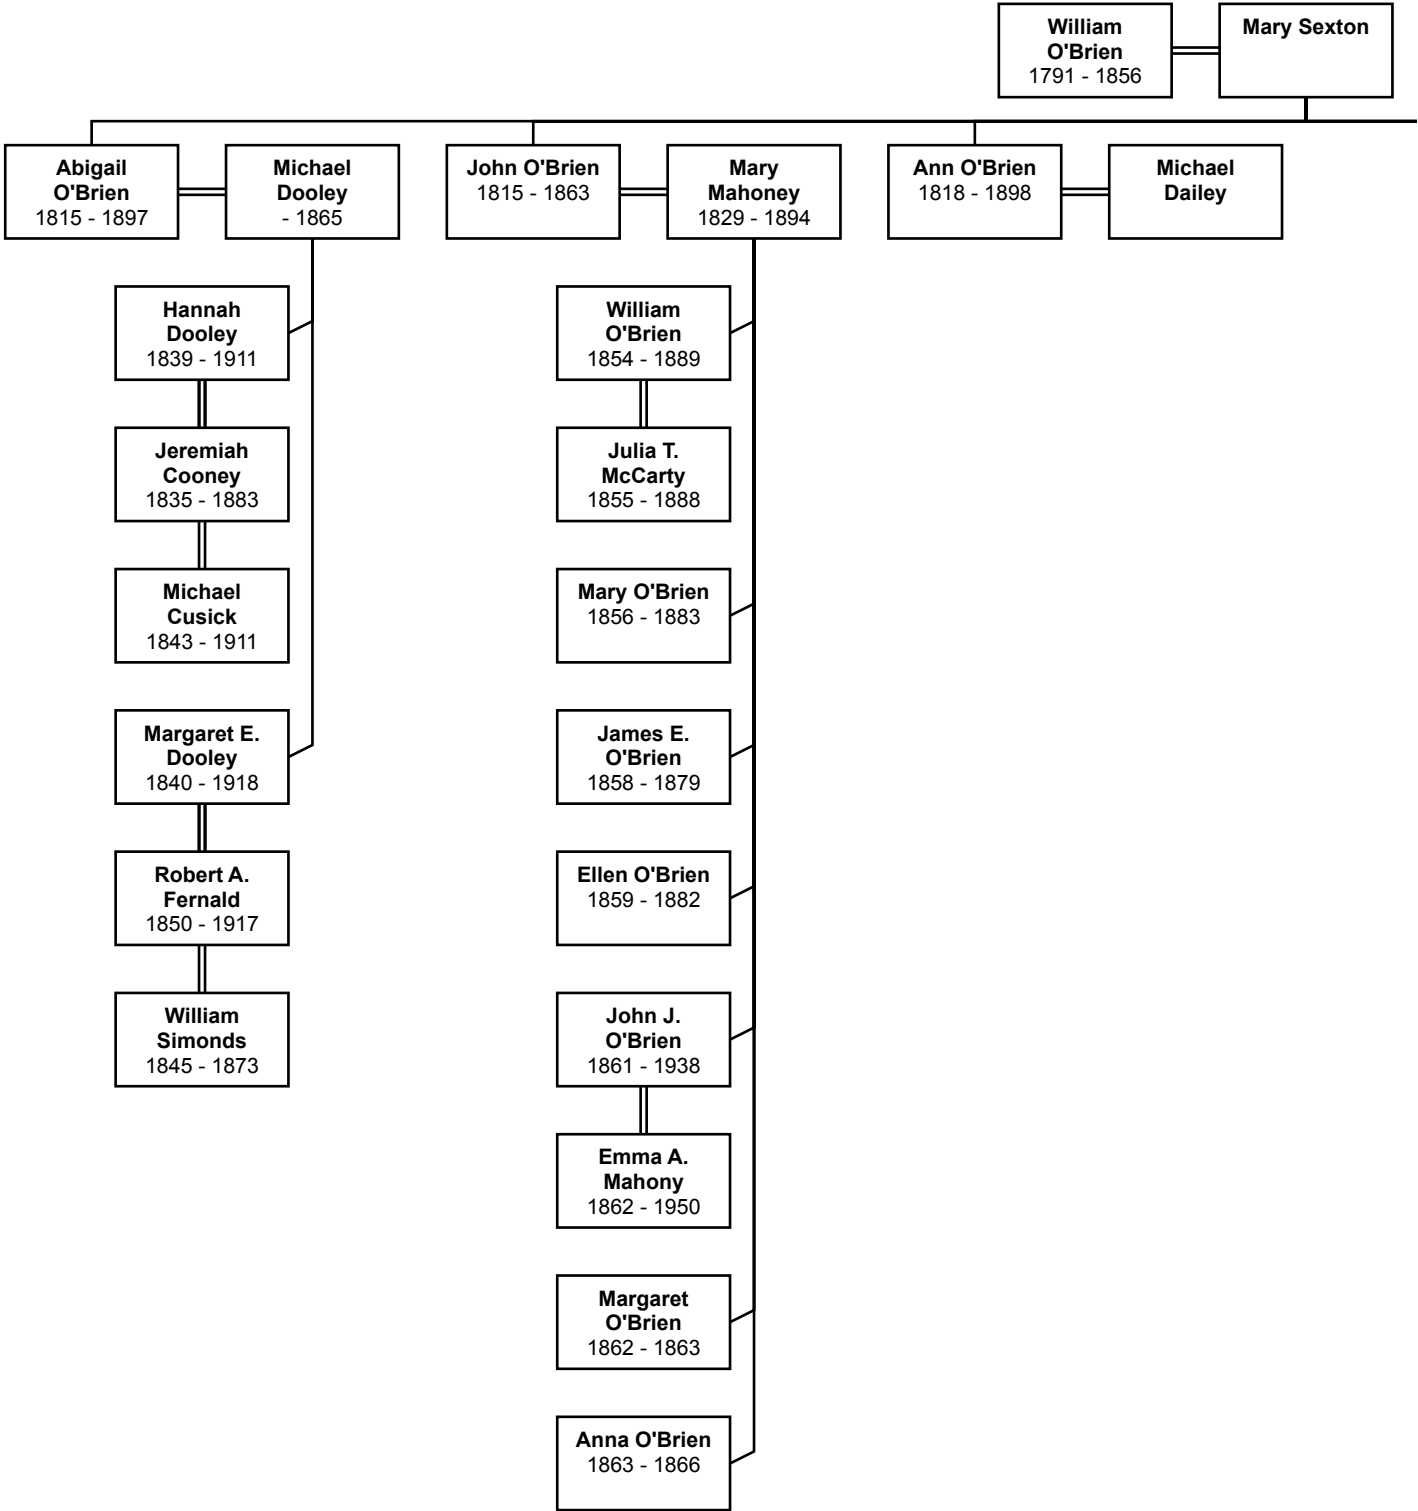 William
O'Brien
1791 - 1856
Mary Sexton
Abigail
O'Brien
1815 - 1897
Michael
Dooley
- 1865
John O'Brien
1815 - 1863
Mary
Mahoney
1829 - 1894
Ann O'Brien
1818 - 1898
Michael
Dailey
Hannah
Dooley
1839 - 1911
Jeremiah
Cooney
1835 - 1883
Michael
Cusick
1843 - 1911
Margaret E.
Dooley
1840 - 1918
Robert A.
Fernald
1850 - 1917
William
Simonds
1845 - 1873
William
O'Brien
1854 - 1889
Julia T.
McCarty
1855 - 1888
Mary O'Brien
1856 - 1883
James E.
O'Brien
1858 - 1879
Ellen O'Brien
1859 - 1882
John J.
O'Brien
1861 - 1938
Emma A.
Mahony
1862 - 1950
Margaret
O'Brien
1862 - 1863
Anna O'Brien
1863 - 1866